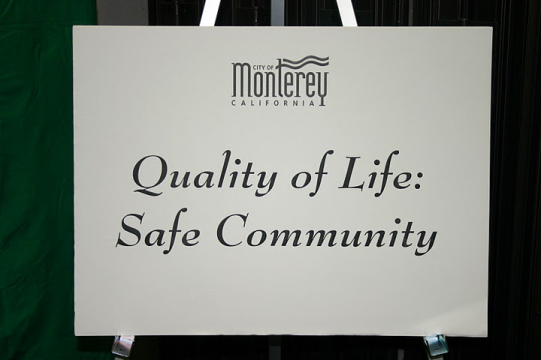 CITY OF
Monterey
CALIFORNIA
Quality of Life:
Safe Community